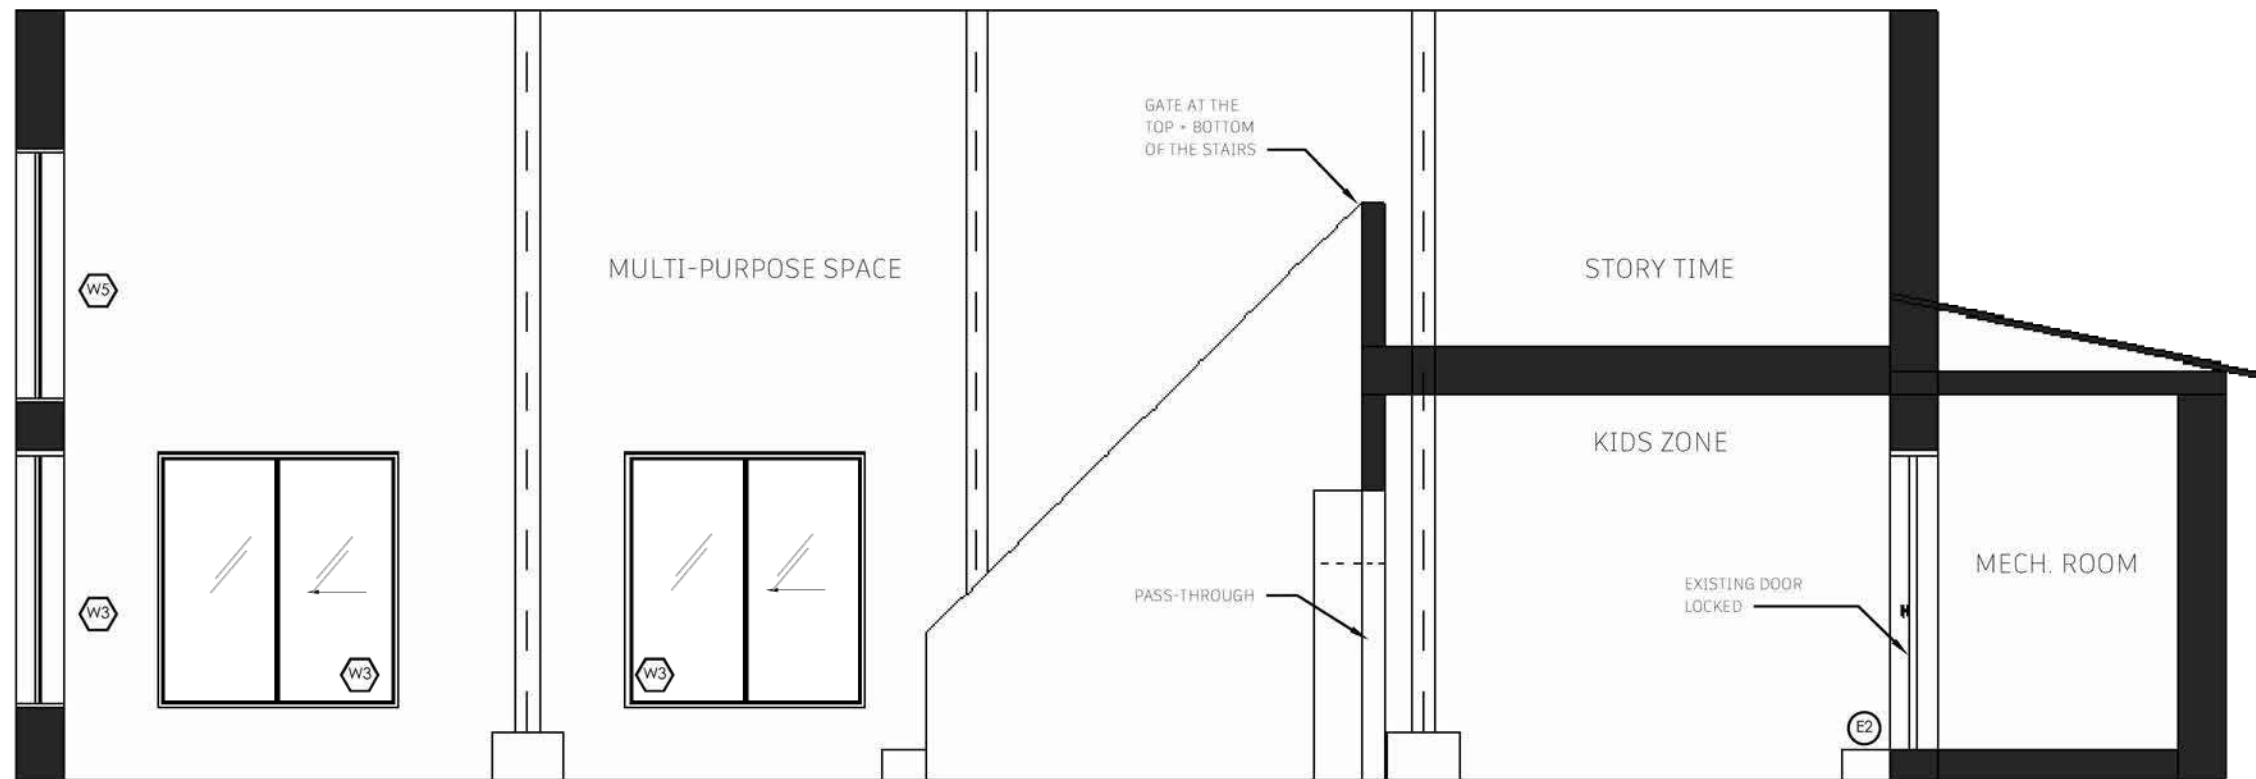 GATE AT THE
TOP + BOTTOM
OF THE STAIRS
MULTI-PURPOSE SPACE
STORY TIME
W5
KIDS ZONE
MECH. ROOM
EXISTING DOOR
LOCKED
PASS-THROUGH
W3
W3
W3
E2